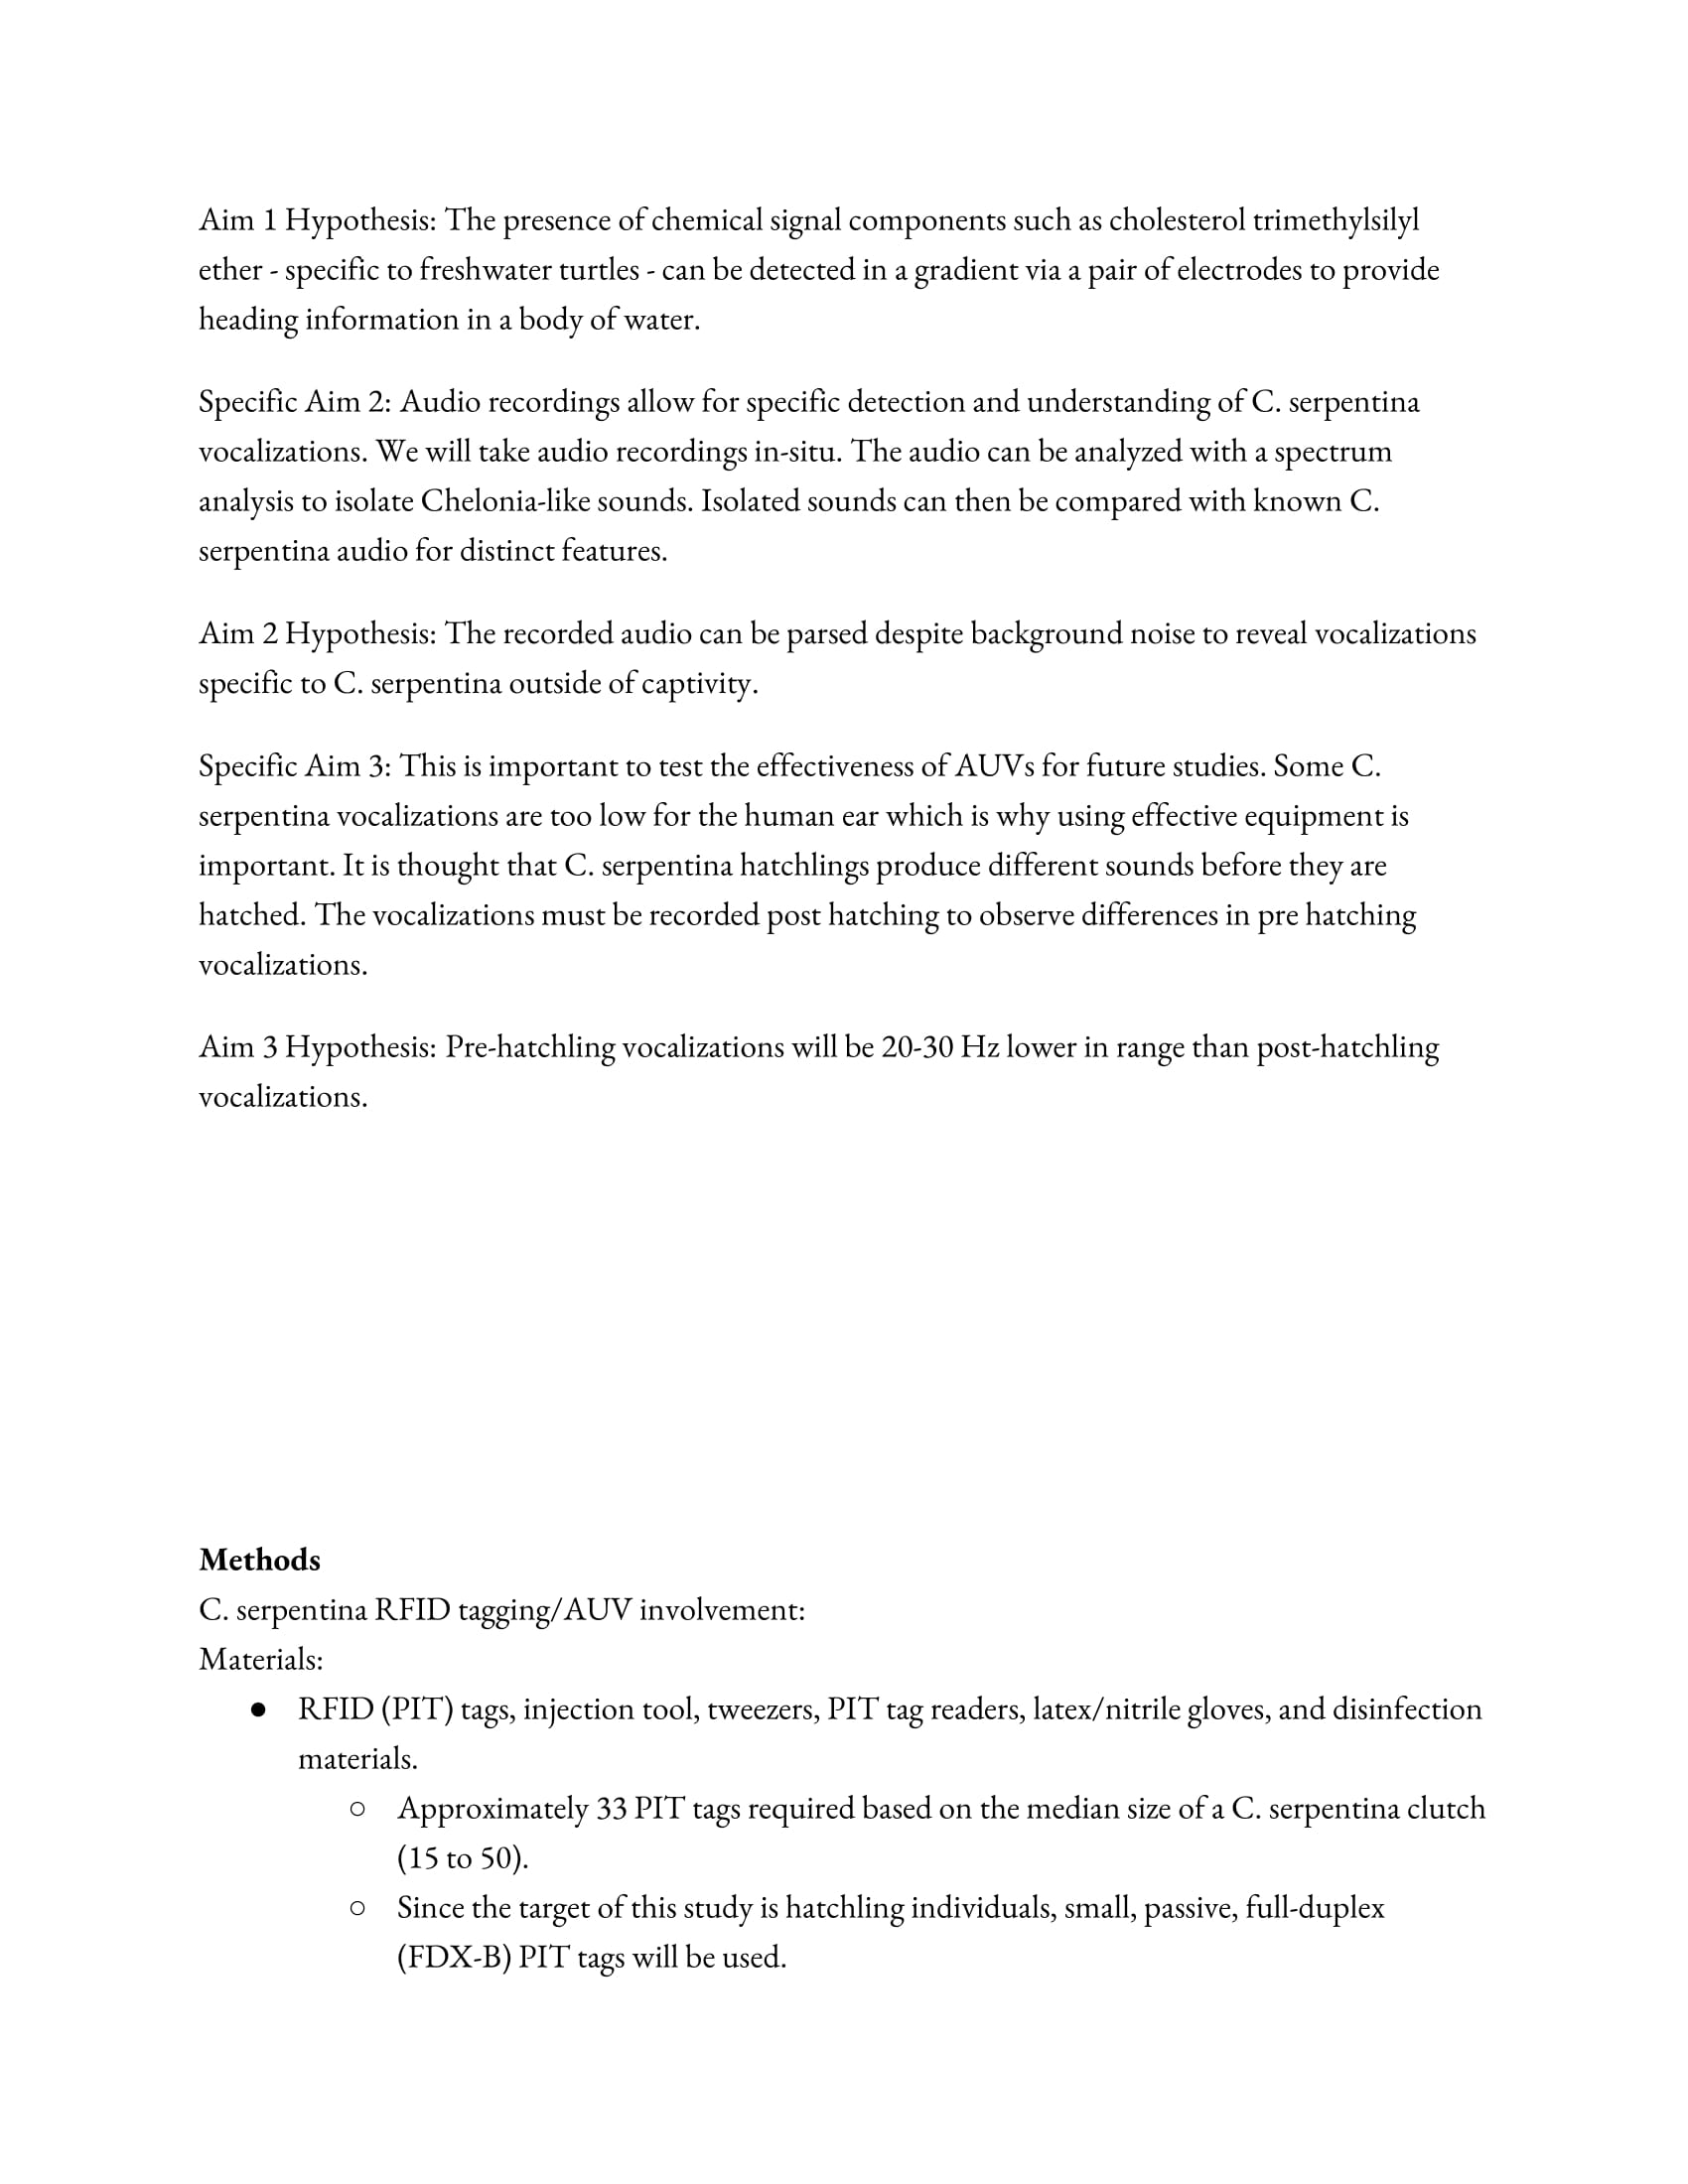 Aim 1 Hypothesis: The presence of chemical signal components such as cholesterol trimethylsilyl
ether - specific to freshwater turtles - can be detected in a gradient via a pair of electrodes to provide
heading information in a body of water.
Specific Aim 2: Audio recordings allow for specific detection and understanding of C. serpentina
vocalizations. We will take audio recordings in-situ. The audio can be analyzed with a spectrum
analysis to isolate Chelonia-like sounds. Isolated sounds can then be compared with known C.
serpentina audio for distinct features.
Aim 2 Hypothesis: The recorded audio can be parsed despite background noise to reveal vocalizations
specific to C. serpentina outside of captivity.
Specific Aim 3: This is important to test the effectiveness of AUVs for future studies. Some C.
serpentina vocalizations are too low for the human ear which is why using effective equipment is
important. It is thought that C. serpentina hatchlings produce different sounds before they are
hatched. The vocalizations must be recorded post hatching to observe differences in pre hatching
vocalizations.
Aim 3 Hypothesis: Pre-hatchling vocalizations will be 20-30 Hz lower in range than post-hatchling
vocalizations.
Methods
C. serpentina RFID tagging/AUV involvement:
Materials:
● RFID (PIT) tags, injection tool, tweezers, PIT tag readers, latex/nitrile gloves, and disinfection
materials.
○ Approximately 33 PIT tags required based on the median size of a C. serpentina clutch
(15 to 50).
○ Since the target of this study is hatchling individuals, small, passive, full-duplex
(FDX-B) PIT tags will be used.